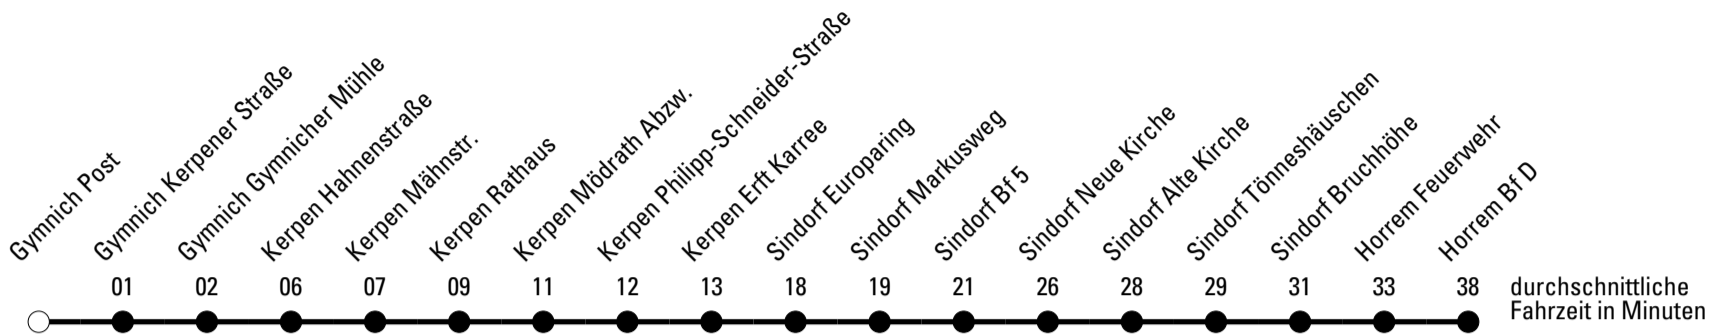 Gymnich Post
Gymnich Kerpener Straße
Gymnich Gymnicher Mühle
Kerpen Hahnenstraße
Kerpen Mähnstr.
Kerpen Rathaus
Kerpen Mödrath Abzw.
Kerpen Philipp-Schneider-Straße
Kerpen Erft Karree
Sindorf Europaring
Sindorf Markusweg
Sindorf Bf 5
Sindorf Neue Kirche
Sindorf Alte Kirche
Sindorf Tönneshäuschen
Sindorf Bruchhöhe
Horrem Feuerwehr
Horrem Bf D
01 02 06 07 09 11 12 13 18 19 21 26 28 29 31 33 38
durchschnittliche
Fahrzeit in Minuten